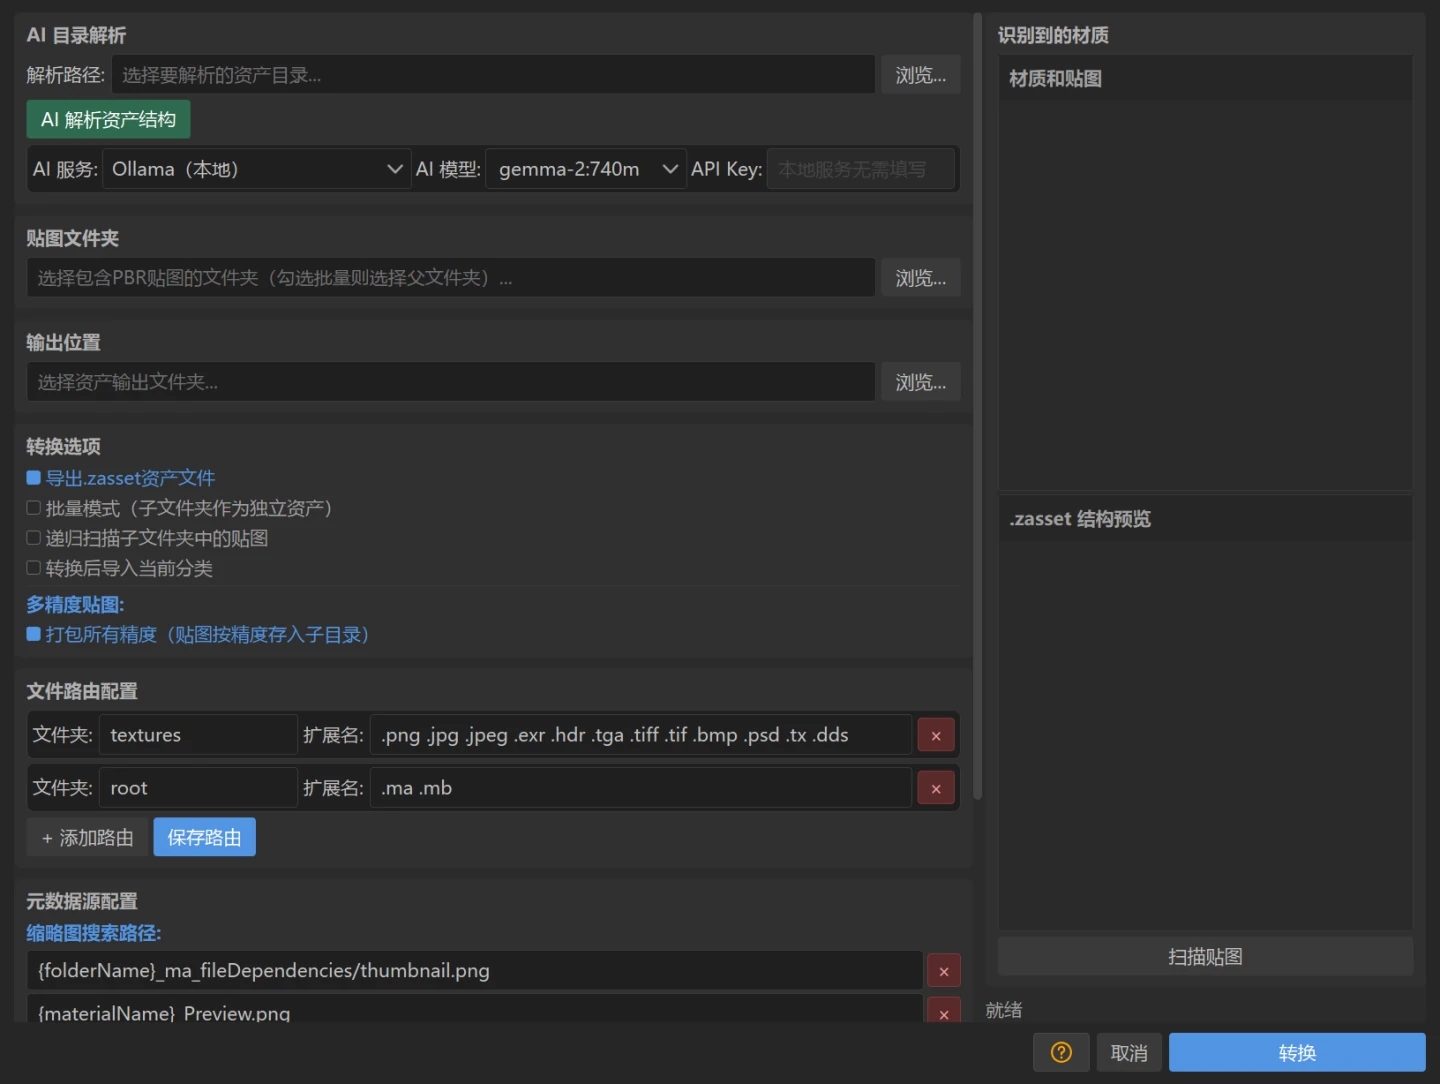 AI 目录解析
解析路径: 选择要解析的资产目录... 浏览...
AI 解析资产结构
AI 服务: Ollama（本地） AI 模型: gemma-2:740m API Key: 本地服务无需填写
贴图文件夹
选择包含PBR贴图的文件夹（勾选批量则选择父文件夹）... 浏览...
输出位置
选择资产输出文件夹... 浏览...
转换选项
导出.zasset资产文件
批量模式（子文件夹作为独立资产）
递归扫描子文件夹中的贴图
转换后导入当前分类
多精度贴图:
打包所有精度（贴图按精度存入子目录）
文件路由配置
文件夹: textures 扩展名: .png .jpg .jpeg .exr .hdr .tga .tiff .tif .bmp .psd .tx .dds ×
文件夹: root 扩展名: .ma .mb ×
+ 添加路由 保存路由
元数据源配置
缩略图搜索路径:
{folderName}_ma_fileDependencies/thumbnail.png ×
{materialName}_Preview.png ×
识别到的材质
材质和贴图
.zasset 结构预览
扫描贴图
就绪
? 取消 转换